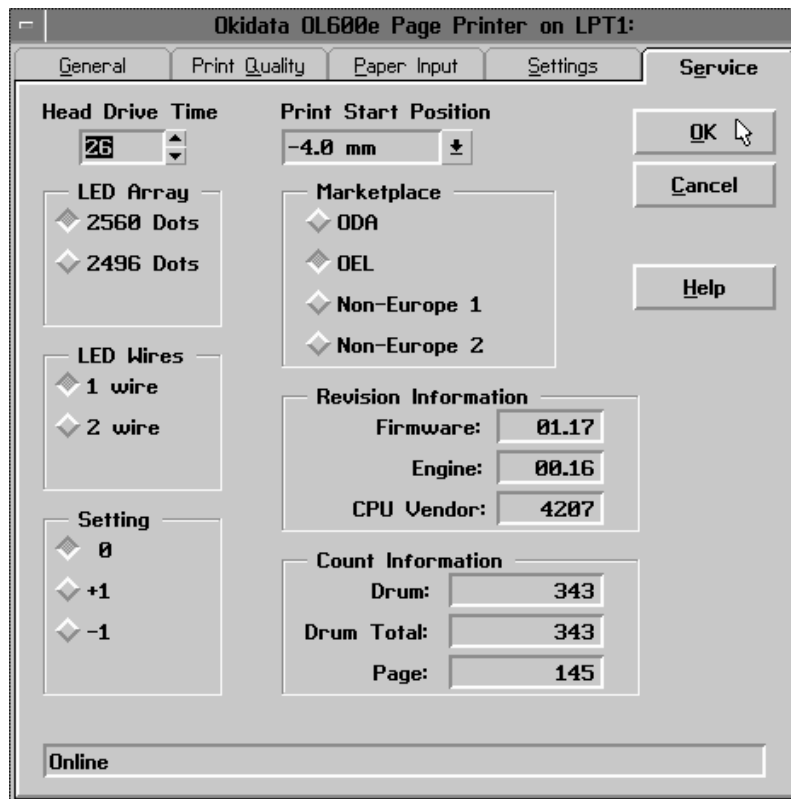 Okidata OL600e Page Printer on LPT1:
General Print Quality Paper Input Settings Service
Head Drive Time
26
LED Array
2560 Dots
2496 Dots
LED Wires
1 wire
2 wire
Setting
0
+1
-1
Print Start Position
-4.0 mm
Marketplace
ODA
OEL
Non-Europe 1
Non-Europe 2
Revision Information
Firmware: 01.17
Engine: 00.16
CPU Vendor: 4207
Count Information
Drum: 343
Drum Total: 343
Page: 145
OK
Cancel
Help
Online